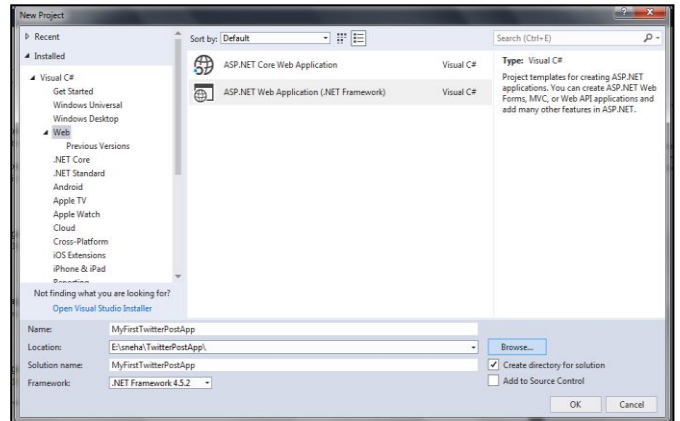 New Project
Recent
Installed
Visual C#
Get Started
Windows Universal
Windows Desktop
Web
Previous Versions
.NET Core
.NET Standard
Android
Apple TV
Apple Watch
Cloud
Cross-Platform
iOS Extensions
iPhone & iPad
Not finding what you are looking for?
Open Visual Studio Installer
Sort by: Default
ASP.NET Core Web Application Visual C#
ASP.NET Web Application (.NET Framework) Visual C#
Search (Ctrl+E)
Type: Visual C#
Project templates for creating ASP.NET
applications. You can create ASP.NET Web
Forms, MVC, or Web API applications and
add many other features in ASP.NET.
Name: MyFirstTwitterPostApp
Location: E:\sneha\TwitterPostApp\
Browse...
Solution name: MyFirstTwitterPostApp
Create directory for solution
Framework: .NET Framework 4.5.2
Add to Source Control
OK Cancel